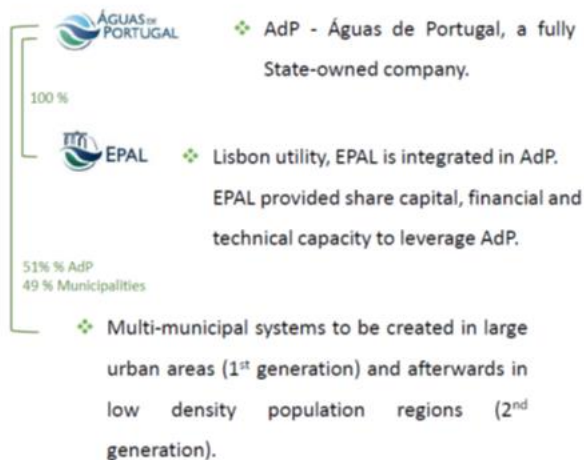 ÁGUAS DE
PORTUGAL
❖ AdP - Águas de Portugal, a fully
State-owned company.
100 %
EPAL
❖ Lisbon utility, EPAL is integrated in AdP.
EPAL provided share capital, financial and
technical capacity to leverage AdP.
51% % AdP
49 % Municipalities
❖ Multi-municipal systems to be created in large
urban areas (1st generation) and afterwards in
low density population regions (2nd
generation).